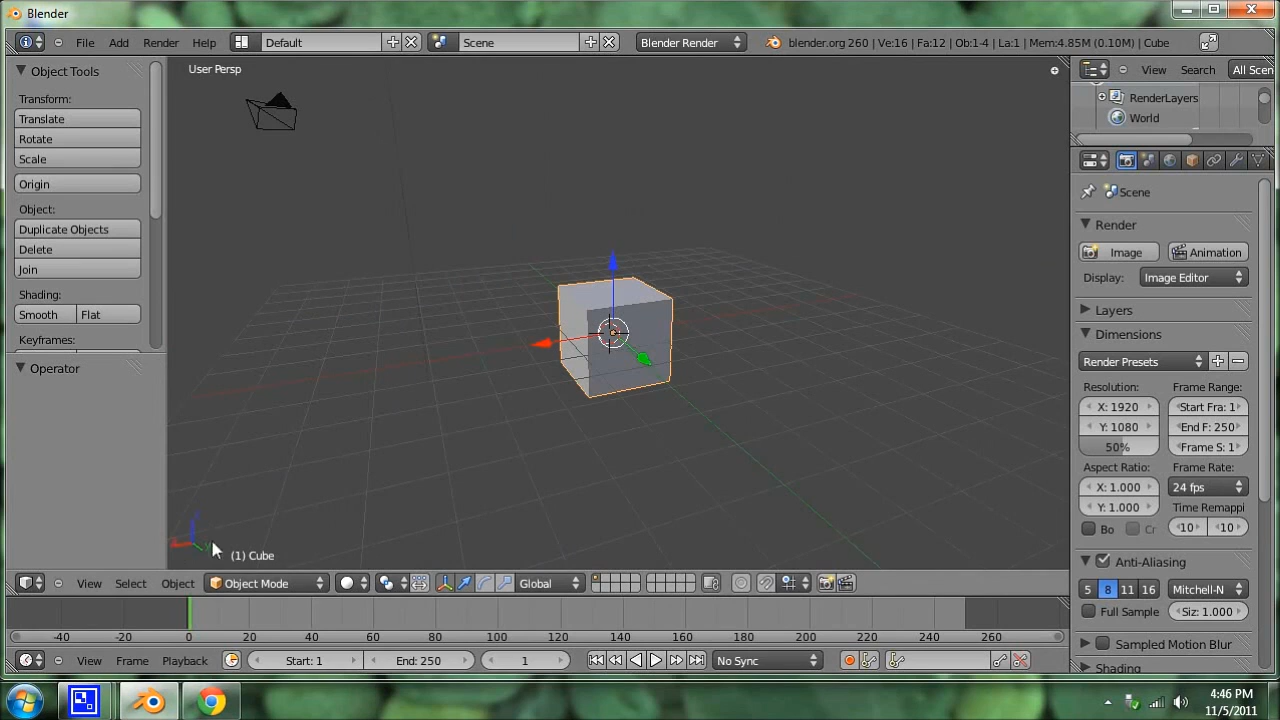 Blender
File Add Render Help Default Scene Blender Render blender.org 260 | Ve:16 | Fa:12 | Ob:1-4 | La:1 | Mem:4.85M (0.10M) | Cube
Object Tools
Transform:
Translate
Rotate
Scale
Origin
Object:
Duplicate Objects
Delete
Join
Shading:
Smooth Flat
Keyframes:
Operator
User Persp
(1) Cube
View Select Object Object Mode Global
-40 -20 0 20 40 60 80 100 120 140 160 180 200 220 240 260
View Frame Playback Start: 1 End: 250 1 No Sync
View Search All Scen
RenderLayers
World
Scene
Render
Image Animation
Display: Image Editor
Layers
Dimensions
Render Presets
Resolution: Frame Range:
X: 1920 Start Fra: 1
Y: 1080 End F: 250
50% Frame S: 1
Aspect Ratio: Frame Rate:
X: 1.000 24 fps
Y: 1.000 Time Remappi
Bo Cr 10 10
Anti-Aliasing
5 8 11 16 Mitchell-N
Full Sample Siz: 1.000
Sampled Motion Blur
Shading
4:46 PM
11/5/2011